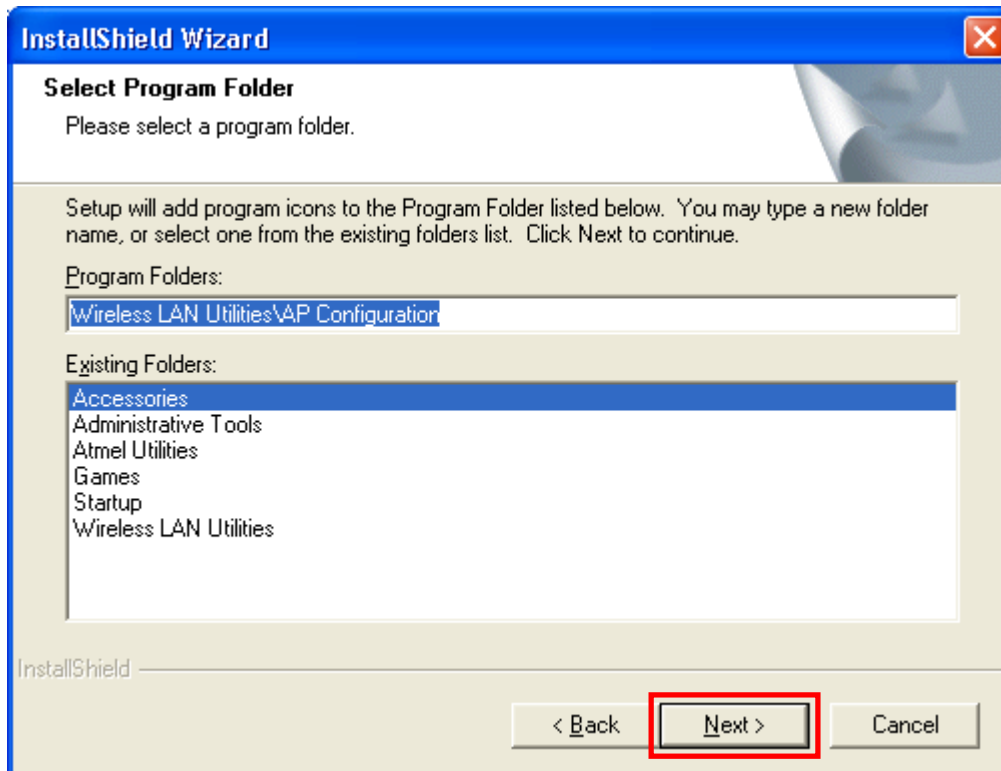 InstallShield Wizard
Select Program Folder
Please select a program folder.
Setup will add program icons to the Program Folder listed below.  You may type a new folder
name, or select one from the existing folders list.  Click Next to continue.
Program Folders:
Wireless LAN Utilities\AP Configuration
Existing Folders:
Accessories
Administrative Tools
Atmel Utilities
Games
Startup
Wireless LAN Utilities
InstallShield
< Back
Next >
Cancel